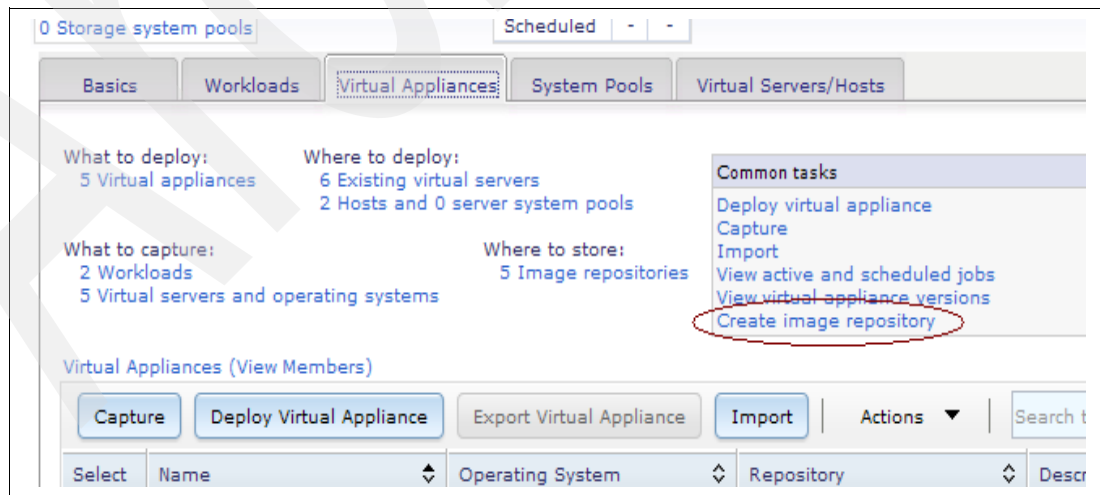 0 Storage system pools
Scheduled - -
Basics Workloads Virtual Appliances System Pools Virtual Servers/Hosts
What to deploy:
5 Virtual appliances
Where to deploy:
6 Existing virtual servers
2 Hosts and 0 server system pools
What to capture:
2 Workloads
5 Virtual servers and operating systems
Where to store:
5 Image repositories
Common tasks
Deploy virtual appliance
Capture
Import
View active and scheduled jobs
View virtual appliance versions
Create image repository
Virtual Appliances (View Members)
Capture Deploy Virtual Appliance Export Virtual Appliance Import Actions Search t
Select Name Operating System Repository Descr